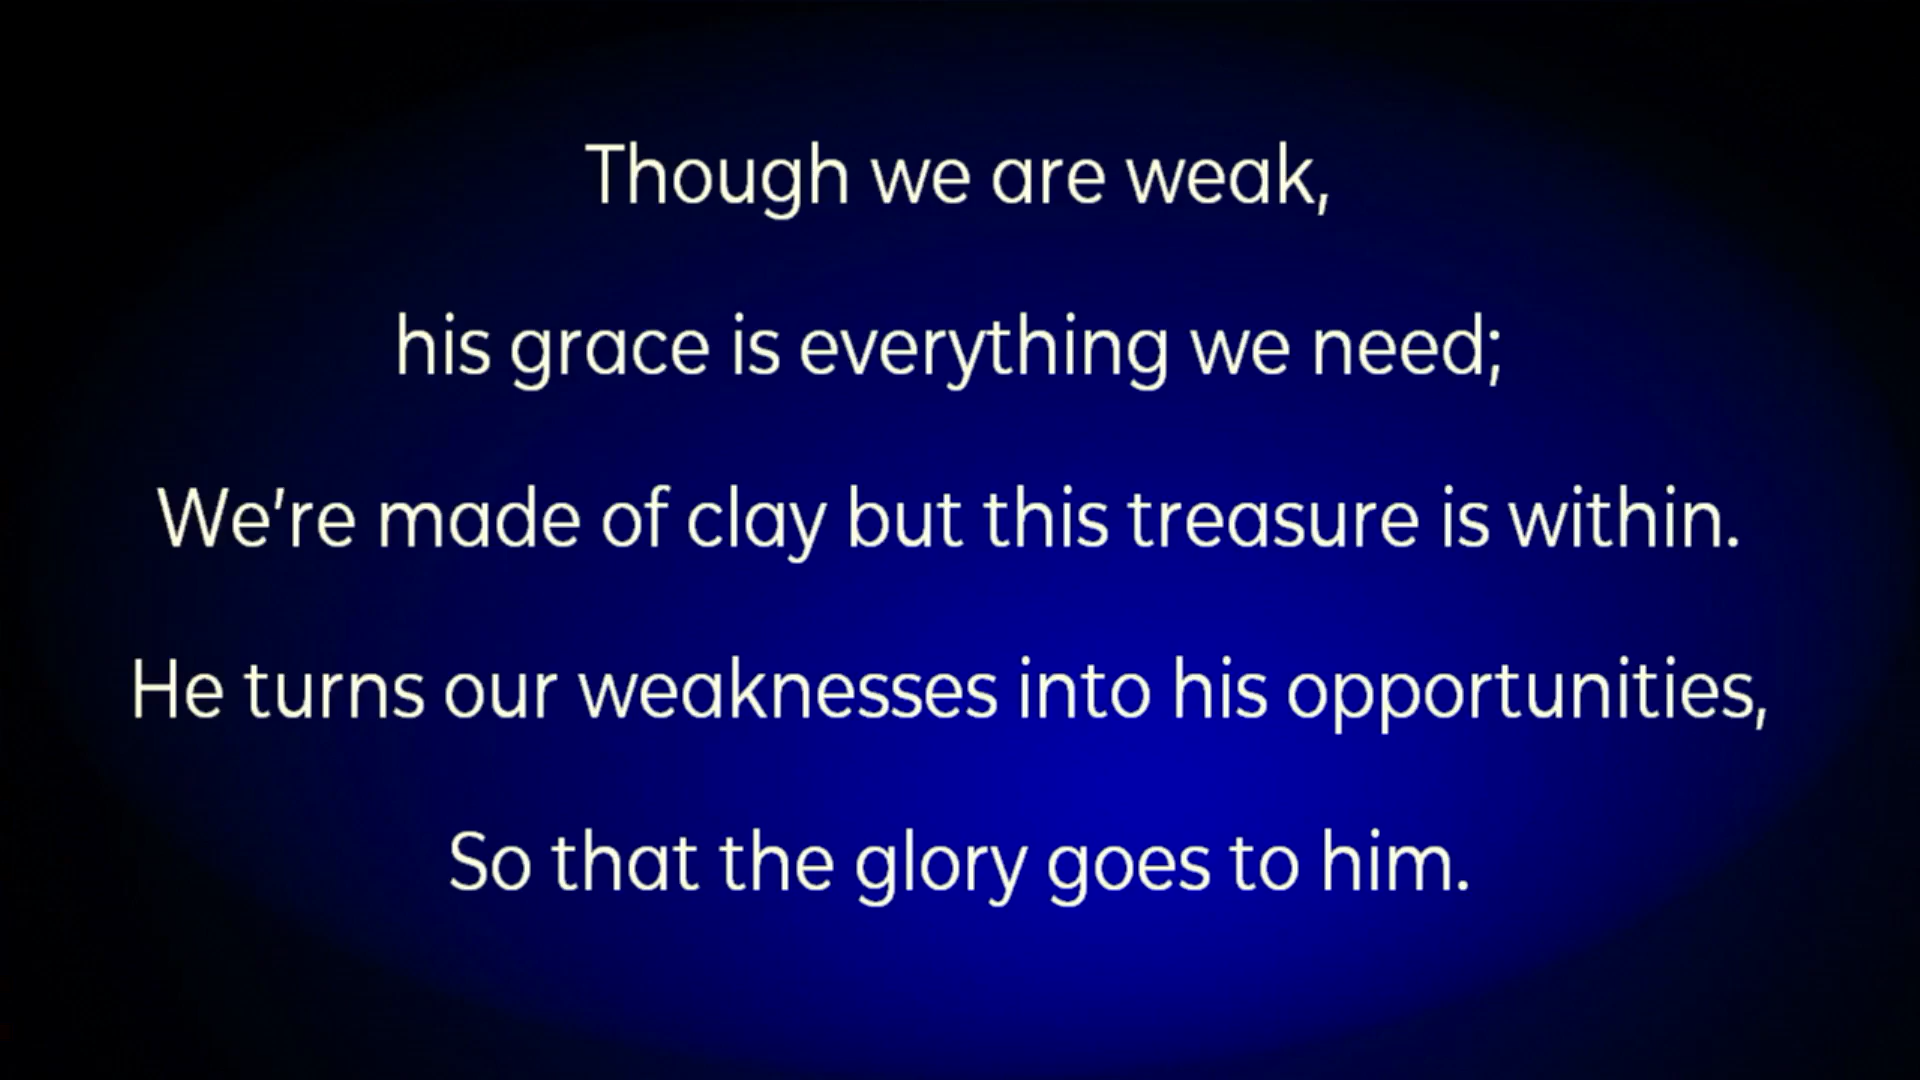 Though we are weak,
his grace is everything we need;
We're made of clay but this treasure is within.
He turns our weaknesses into his opportunities,
So that the glory goes to him.